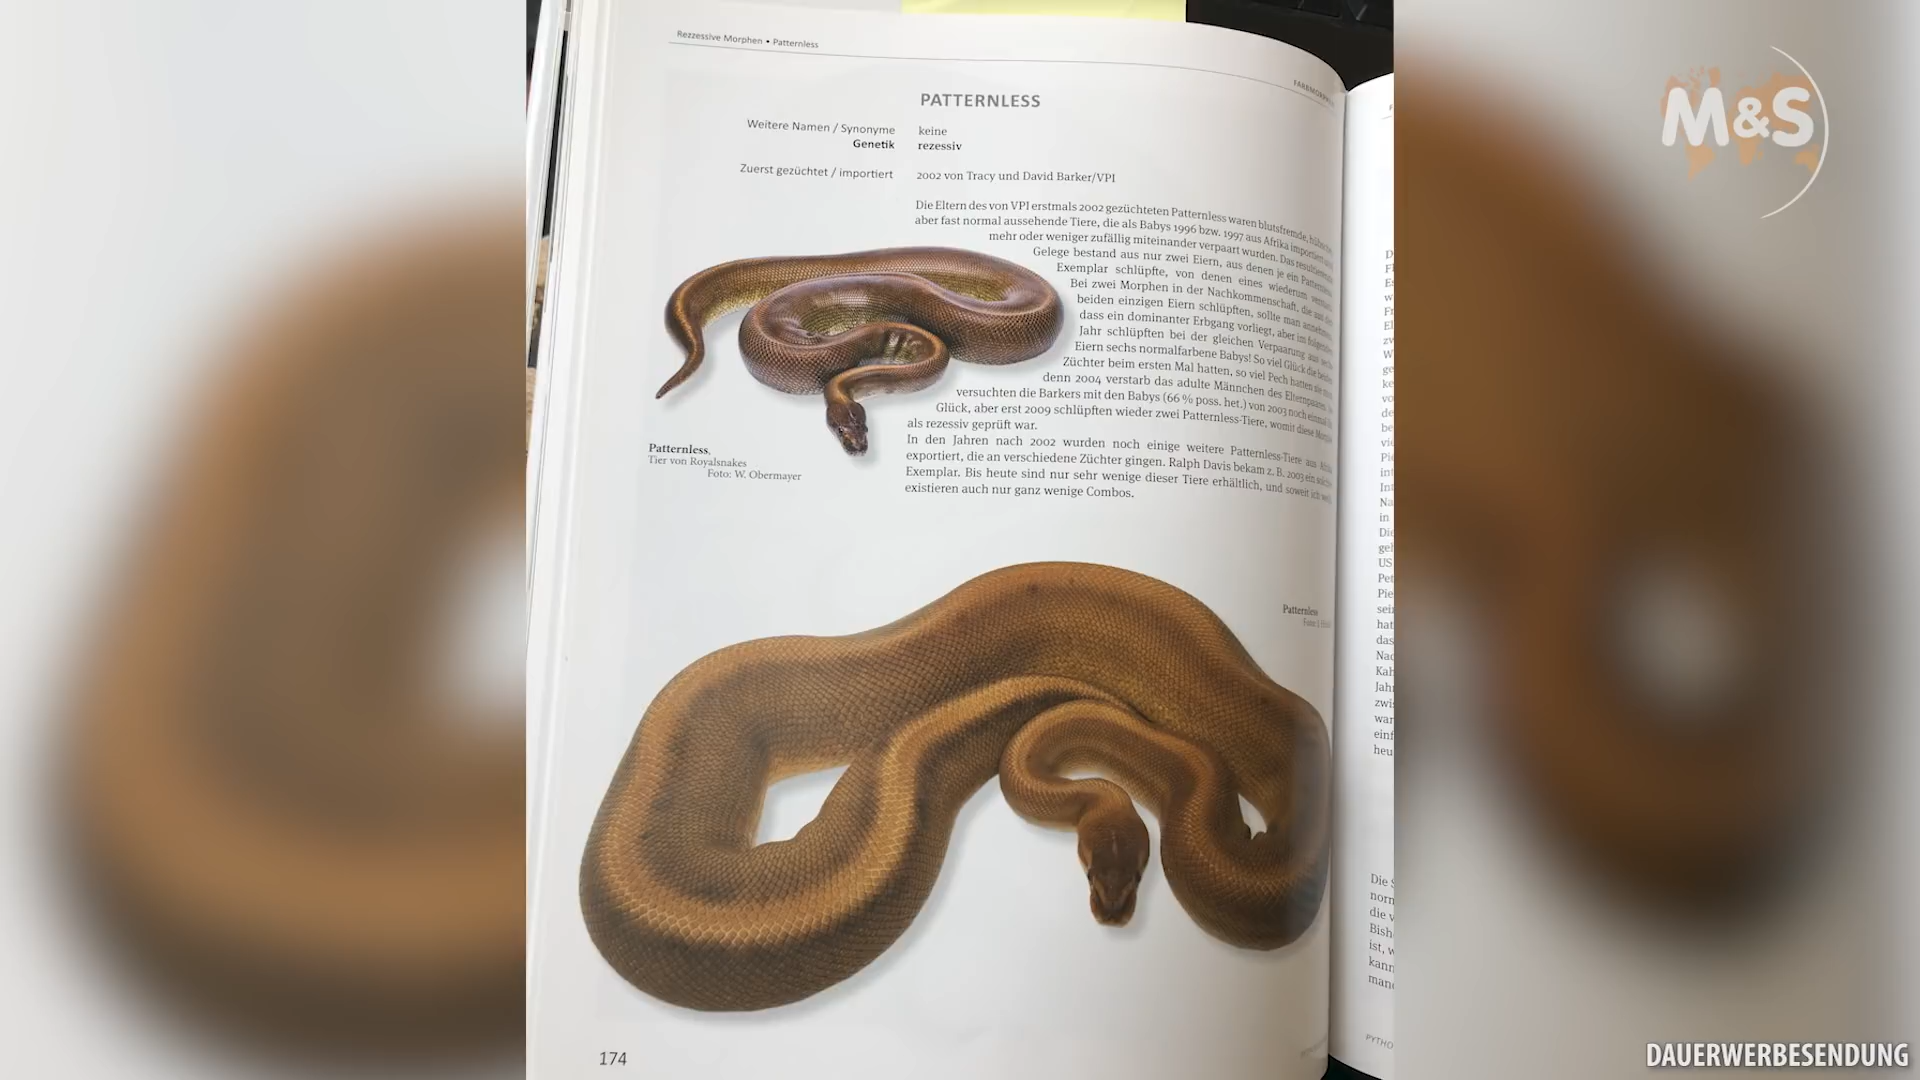 Rezzessive Morphen • Patternless
M&S
PATTERNLESS
Weitere Namen / Synonyme keine
Genetik rezessiv
Zuerst gezüchtet / importiert 2002 von Tracy und David Barker/VPI
Die Eltern des von VPI erstmals 2002 gezüchteten Patternless waren blutsfremde,
aber fast normal aussehende Tiere, die als Babys 1996 bzw. 1997 aus Afrika
mehr oder weniger zufällig miteinander verpaart wurden. Das
Gelege bestand aus nur zwei Eiern, aus denen je ein
Exemplar schlüpfte, von denen eines wiederum
Bei zwei Morphen in der Nachkommenschaft, die aus
beiden einzigen Eiern schlüpften, sollte man
dass ein dominanter Erbgang vorliegt, aber im
Jahr schlüpften bei der gleichen Verpaarung aus
Eiern sechs normalfarbene Babys! So viel Glück die
Züchter beim ersten Mal hatten, so viel Pech hatten
denn 2004 verstarb das adulte Männchen des
versuchten die Barkers mit den Babys (66 % poss. het.) von 2003 noch einmal
Glück, aber erst 2009 schlüpften wieder zwei Patternless-Tiere, womit diese
als rezessiv geprüft war.
In den Jahren nach 2002 wurden noch einige weitere Patternless-Tiere aus
exportiert, die an verschiedene Züchter gingen. Ralph Davis bekam z. B. 2003 ein
Exemplar. Bis heute sind nur sehr wenige dieser Tiere erhältlich, und soweit ich
existieren auch nur ganz wenige Combos.
Patternless,
Tier von Royalsnakes
Foto: W. Obermayer
Patternless
Foto
174
DAUERWERBESENDUNG